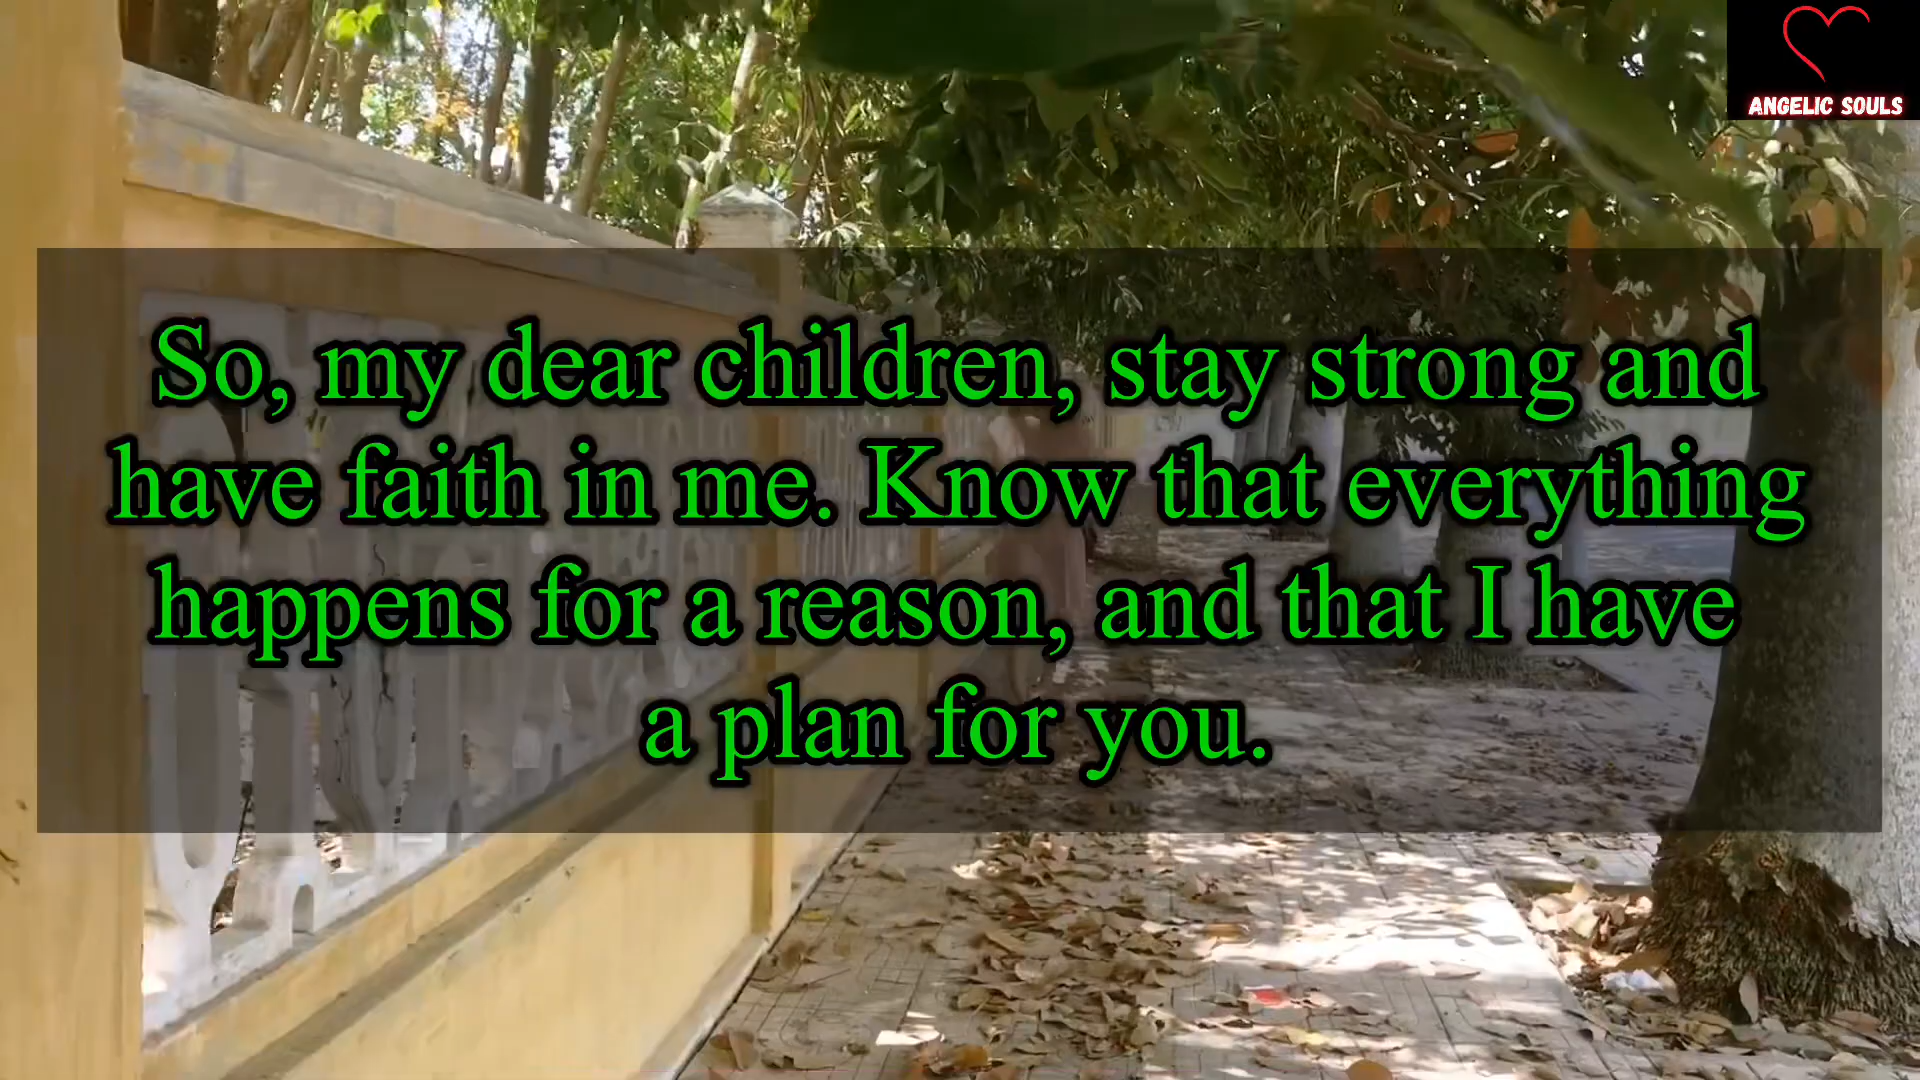 ANGELIC SOULS
So, my dear children, stay strong and
have faith in me. Know that everything
happens for a reason, and that I have
a plan for you.